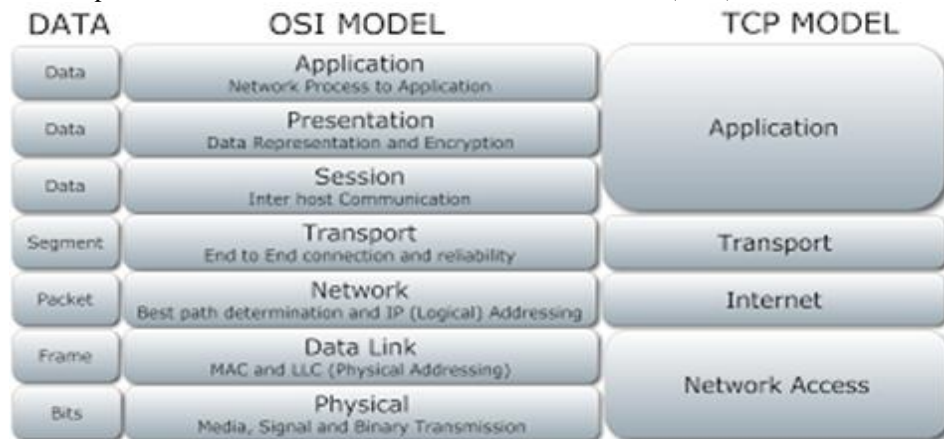 DATA OSI MODEL TCP MODEL
Data Application
Network Process to Application
Data Presentation
Data Representation and Encryption
Application
Data Session
Inter host Communication
Segment Transport
End to End connection and reliability
Transport
Packet Network
Best path determination and IP (Logical) Addressing
Internet
Frame Data Link
MAC and LLC (Physical Addressing)
Network Access
Bits Physical
Media, Signal and Binary Transmission